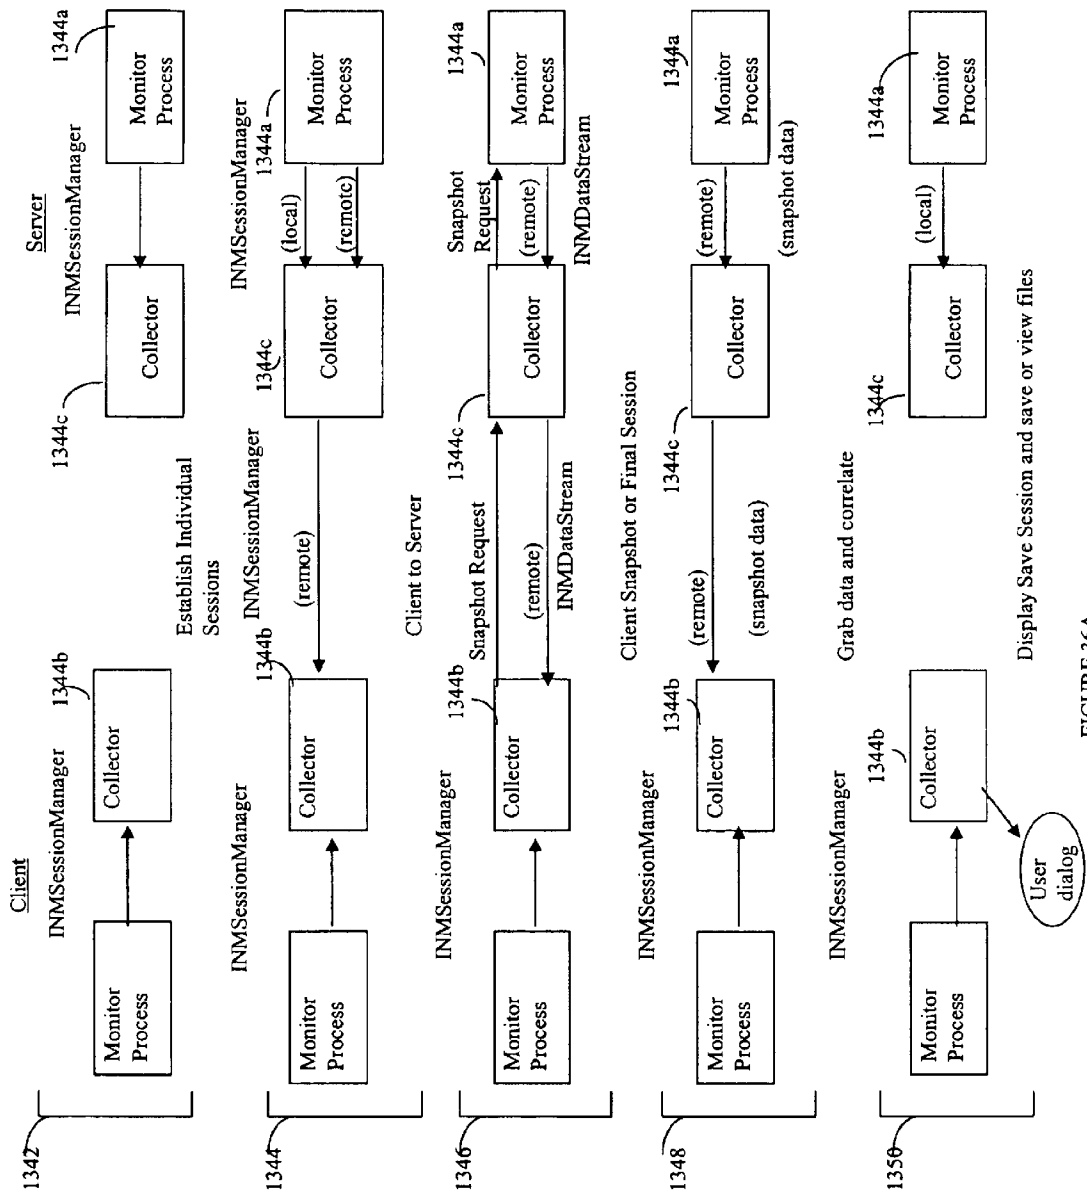 Client
Server
1342
INMSessionManager
INMSessionManager
Monitor
Process
Collector
1344b
1344c
Collector
Monitor
Process
1344a
Establish Individual
Sessions
1344
INMSessionManager
INMSessionManager
INMSessionManager
Monitor
Process
Collector
1344b
(remote)
1344c
Collector
(local)
(remote)
1344a
Monitor
Process
Client to Server
1346
INMSessionManager
Monitor
Process
Collector
1344b
Snapshot Request
(remote)
INMDataStream
1344c
Collector
Snapshot
Request
(remote)
INMDataStream
1344a
Monitor
Process
Client Snapshot or Final Session
1348
INMSessionManager
Monitor
Process
Collector
1344b
(remote)
(snapshot data)
1344c
Collector
(remote)
(snapshot data)
1344a
Monitor
Process
Grab data and correlate
1350
INMSessionManager
Monitor
Process
Collector
1344b
User
dialog
1344c
Collector
(local)
1344a
Monitor
Process
Display Save Session and save or view files
FIGURE 36A